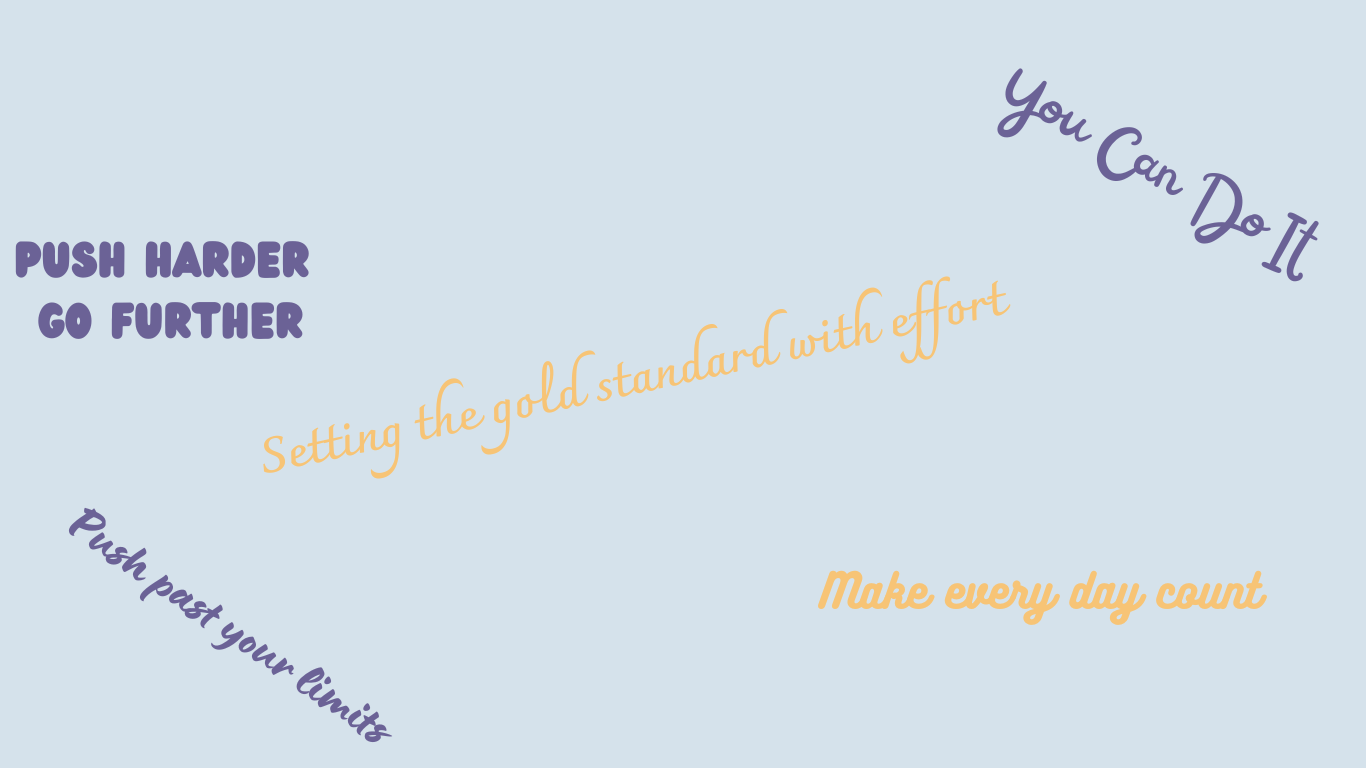 You Can Do It
PUSH HARDER
GO FURTHER
Setting the gold standard with effort
Push past your limits
Make every day count